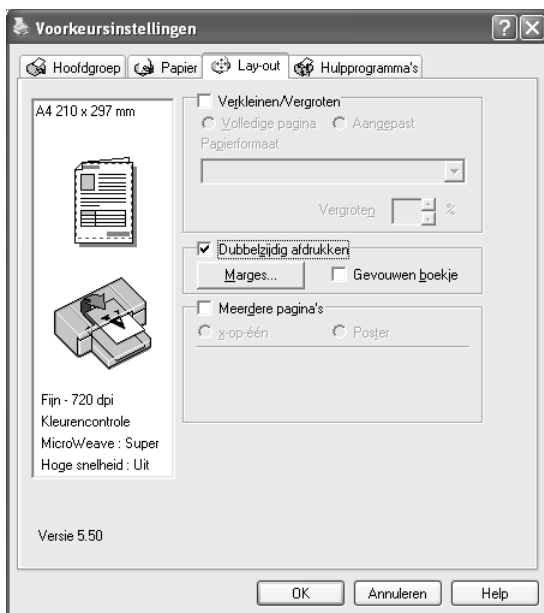 Voorkeursinstellingen
Hoofdgroep Papier Lay-out Hulpprogramma's
A4 210 x 297 mm
Verkleinen/Vergroten
Volledige pagina Aangepast
Papierformaat
Vergroten %
Dubbelzijdig afdrukken
Marges... Gevouwen boekje
Meerdere pagina's
x-op-één Poster
Fijn - 720 dpi
Kleurencontrole
MicroWeave : Super
Hoge snelheid : Uit
Versie 5.50
OK Annuleren Help